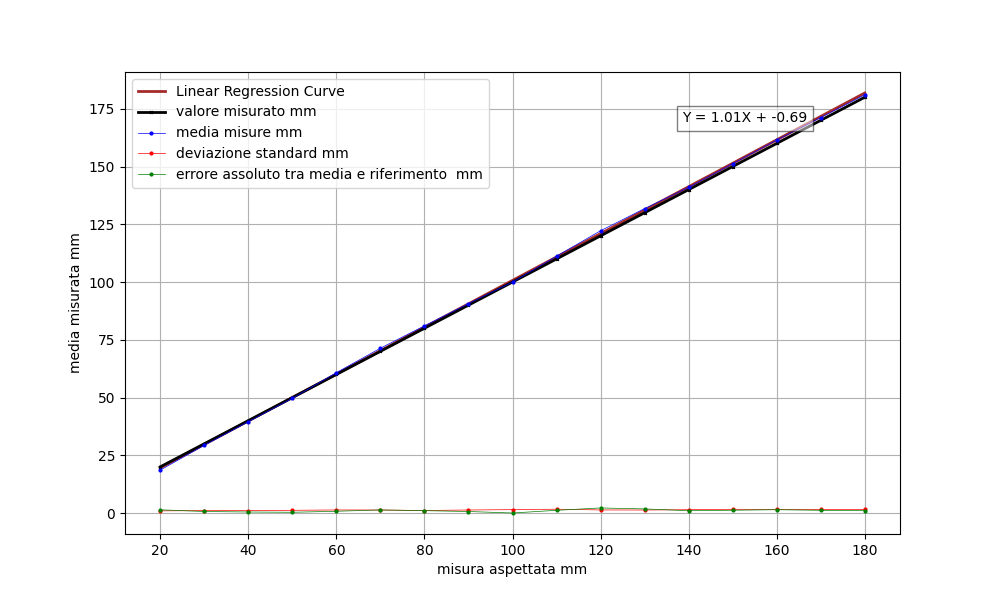 Linear Regression Curve
valore misurato mm
media misure mm
deviazione standard mm
errore assoluto tra media e riferimento  mm
Y = 1.01X + -0.69
175
150
125
100
75
50
25
0
media misurata mm
20 40 60 80 100 120 140 160 180
misura aspettata mm